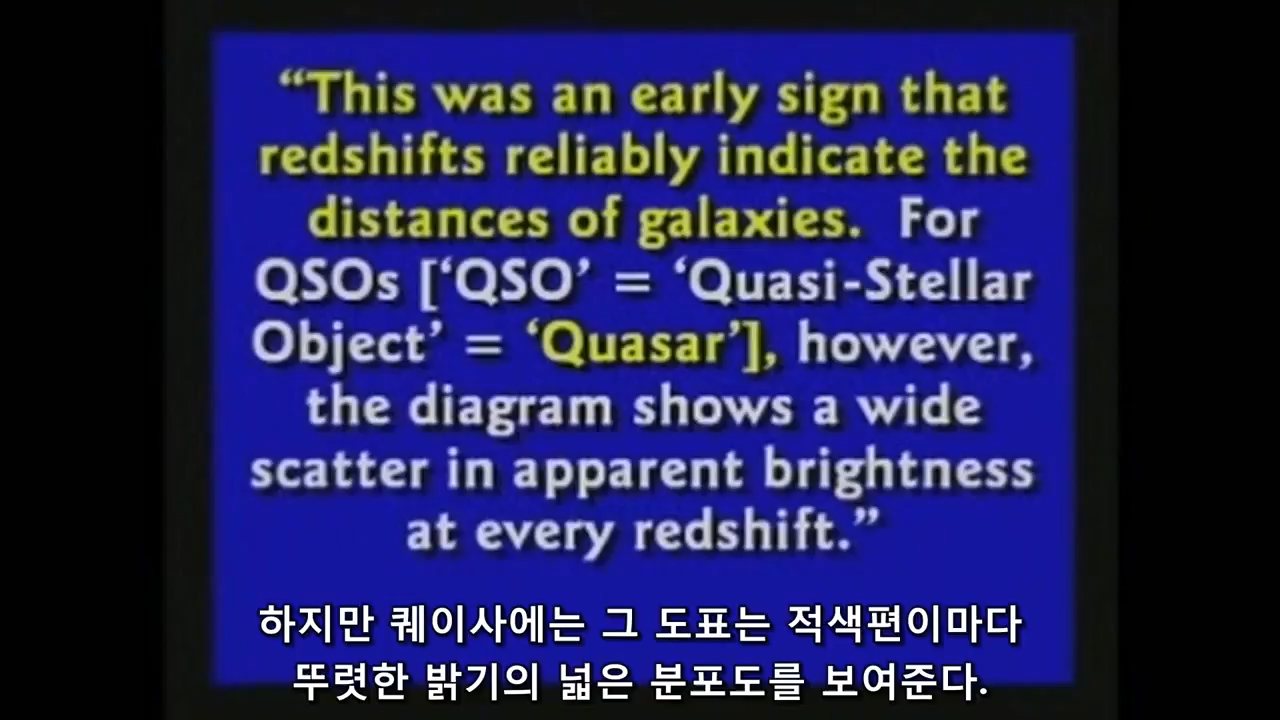 “This was an early sign that
redshifts reliably indicate the
distances of galaxies. For
QSOs [‘QSO’ = ‘Quasi-Stellar
Object’ = ‘Quasar’], however,
the diagram shows a wide
scatter in apparent brightness
at every redshift.”
하지만 퀘이사에는 그 도표는 적색편이마다
뚜렷한 밝기의 넓은 분포도를 보여준다.